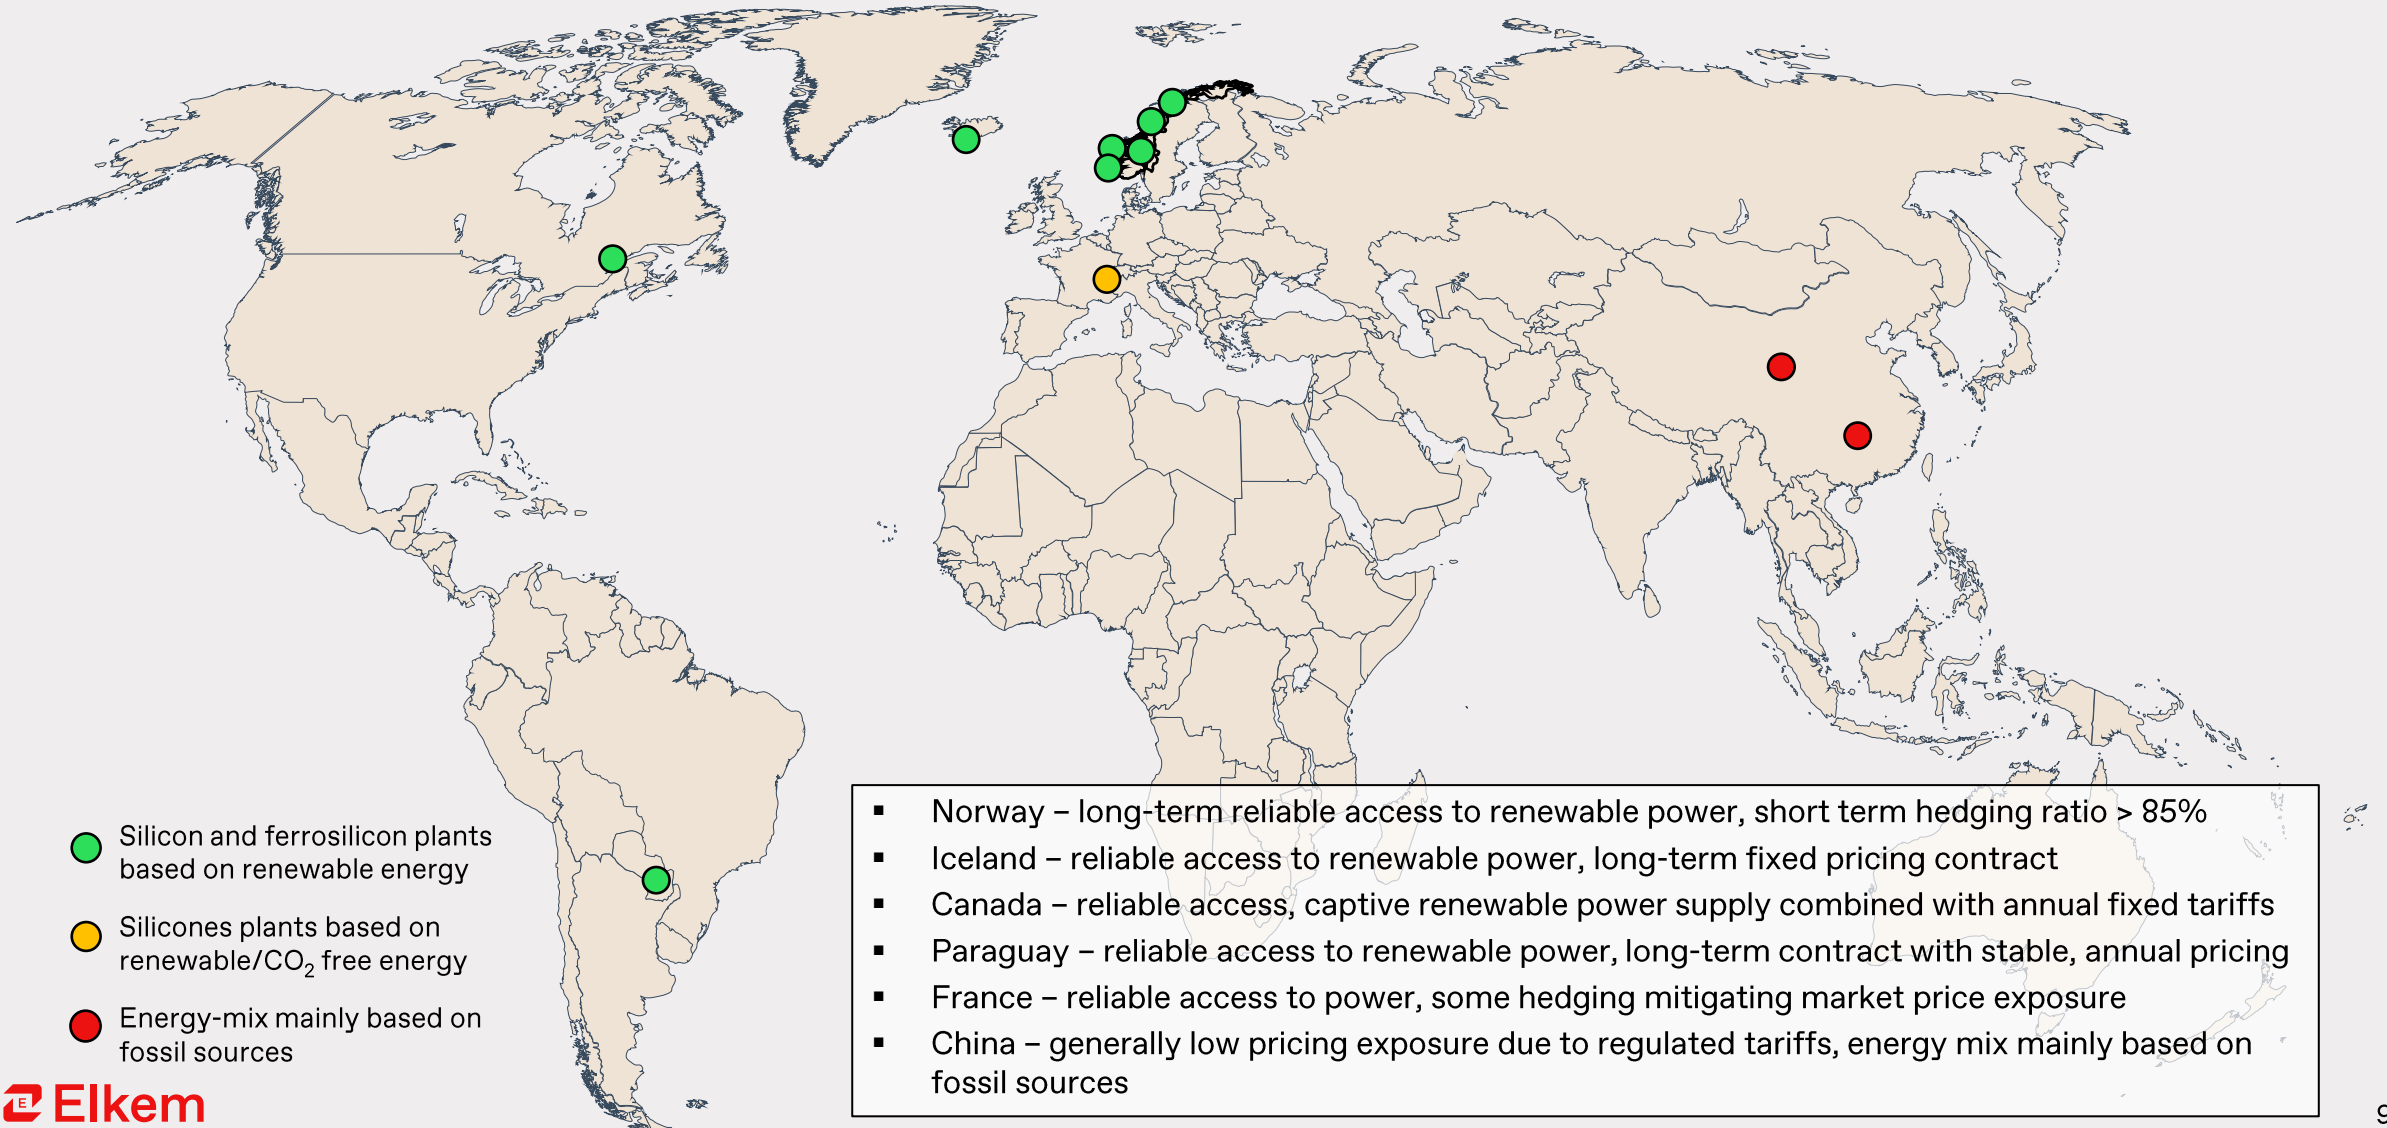 Silicon and ferrosilicon plants
based on renewable energy
Silicones plants based on
renewable/CO₂ free energy
Energy-mix mainly based on
fossil sources
E Elkem
▪ Norway – long-term reliable access to renewable power, short term hedging ratio > 85%
▪ Iceland – reliable access to renewable power, long-term fixed pricing contract
▪ Canada – reliable access, captive renewable power supply combined with annual fixed tariffs
▪ Paraguay – reliable access to renewable power, long-term contract with stable, annual pricing
▪ France – reliable access to power, some hedging mitigating market price exposure
▪ China – generally low pricing exposure due to regulated tariffs, energy mix mainly based on
fossil sources
9